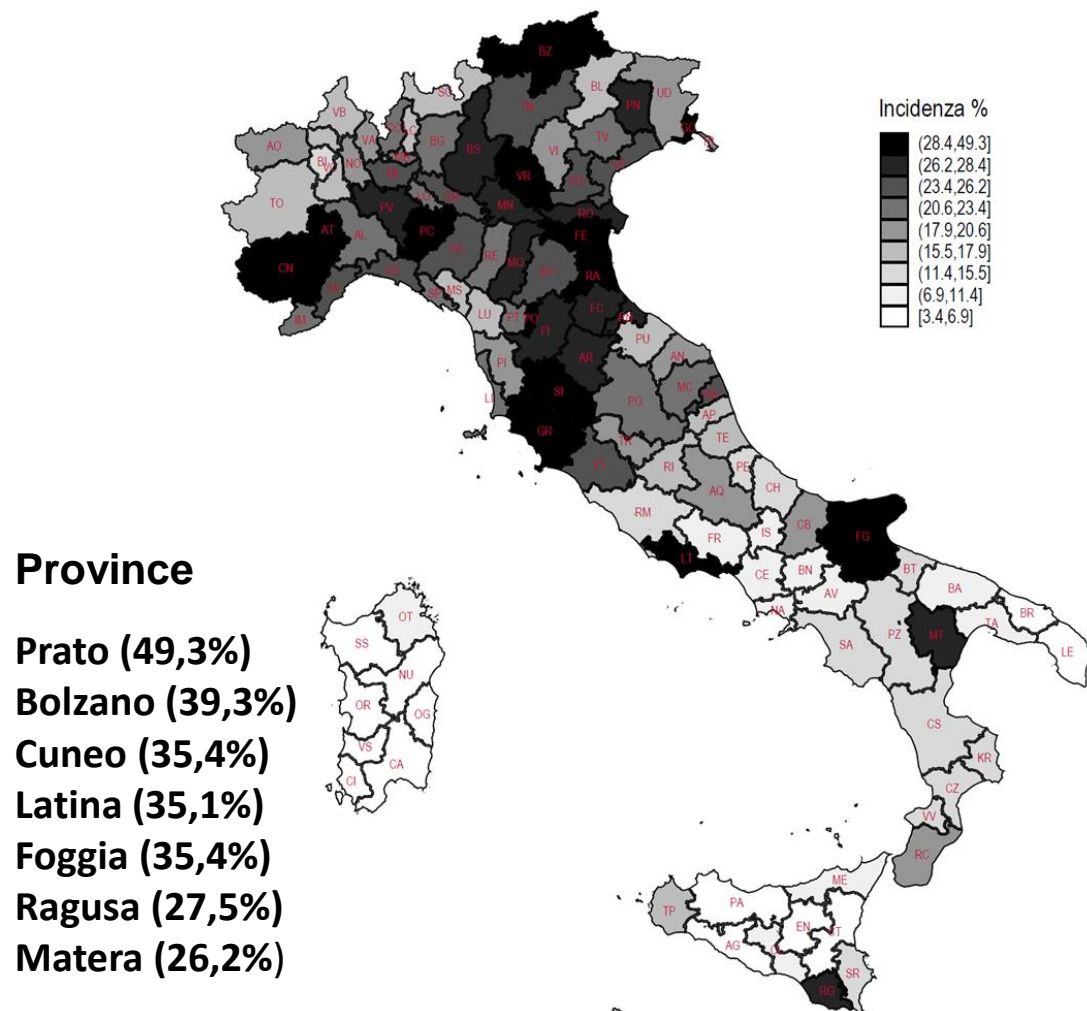 Incidenza %
(28.4,49.3]
(26.2,28.4]
(23.4,26.2]
(20.6,23.4]
(17.9,20.6]
(15.5,17.9]
(11.4,15.5]
(6.9,11.4]
[3.4,6.9]
BZ
BL
UD
PN
VB
VA
AO
BG
BS
TV
VI
NO
VR
TO
PV
MN
RO
AT
AL
PC
FE
CN
RE
MO
RA
MS
FC
IM
LU
PT
PO
FI
PU
PI
AR
AN
LI
SI
PG
MC
AP
GR
TR
TE
VT
RI
PE
AQ
CH
RM
FR
IS
CB
FG
LT
CE
BN
BT
AV
BA
NA
SA
PZ
MT
TA
BR
LE
CS
KR
CZ
VV
RC
OT
SS
NU
OR
OG
VS
CA
CI
ME
TP
PA
EN
AG
SR
RG
Province
Prato (49,3%)
Bolzano (39,3%)
Cuneo (35,4%)
Latina (35,1%)
Foggia (35,4%)
Ragusa (27,5%)
Matera (26,2%)